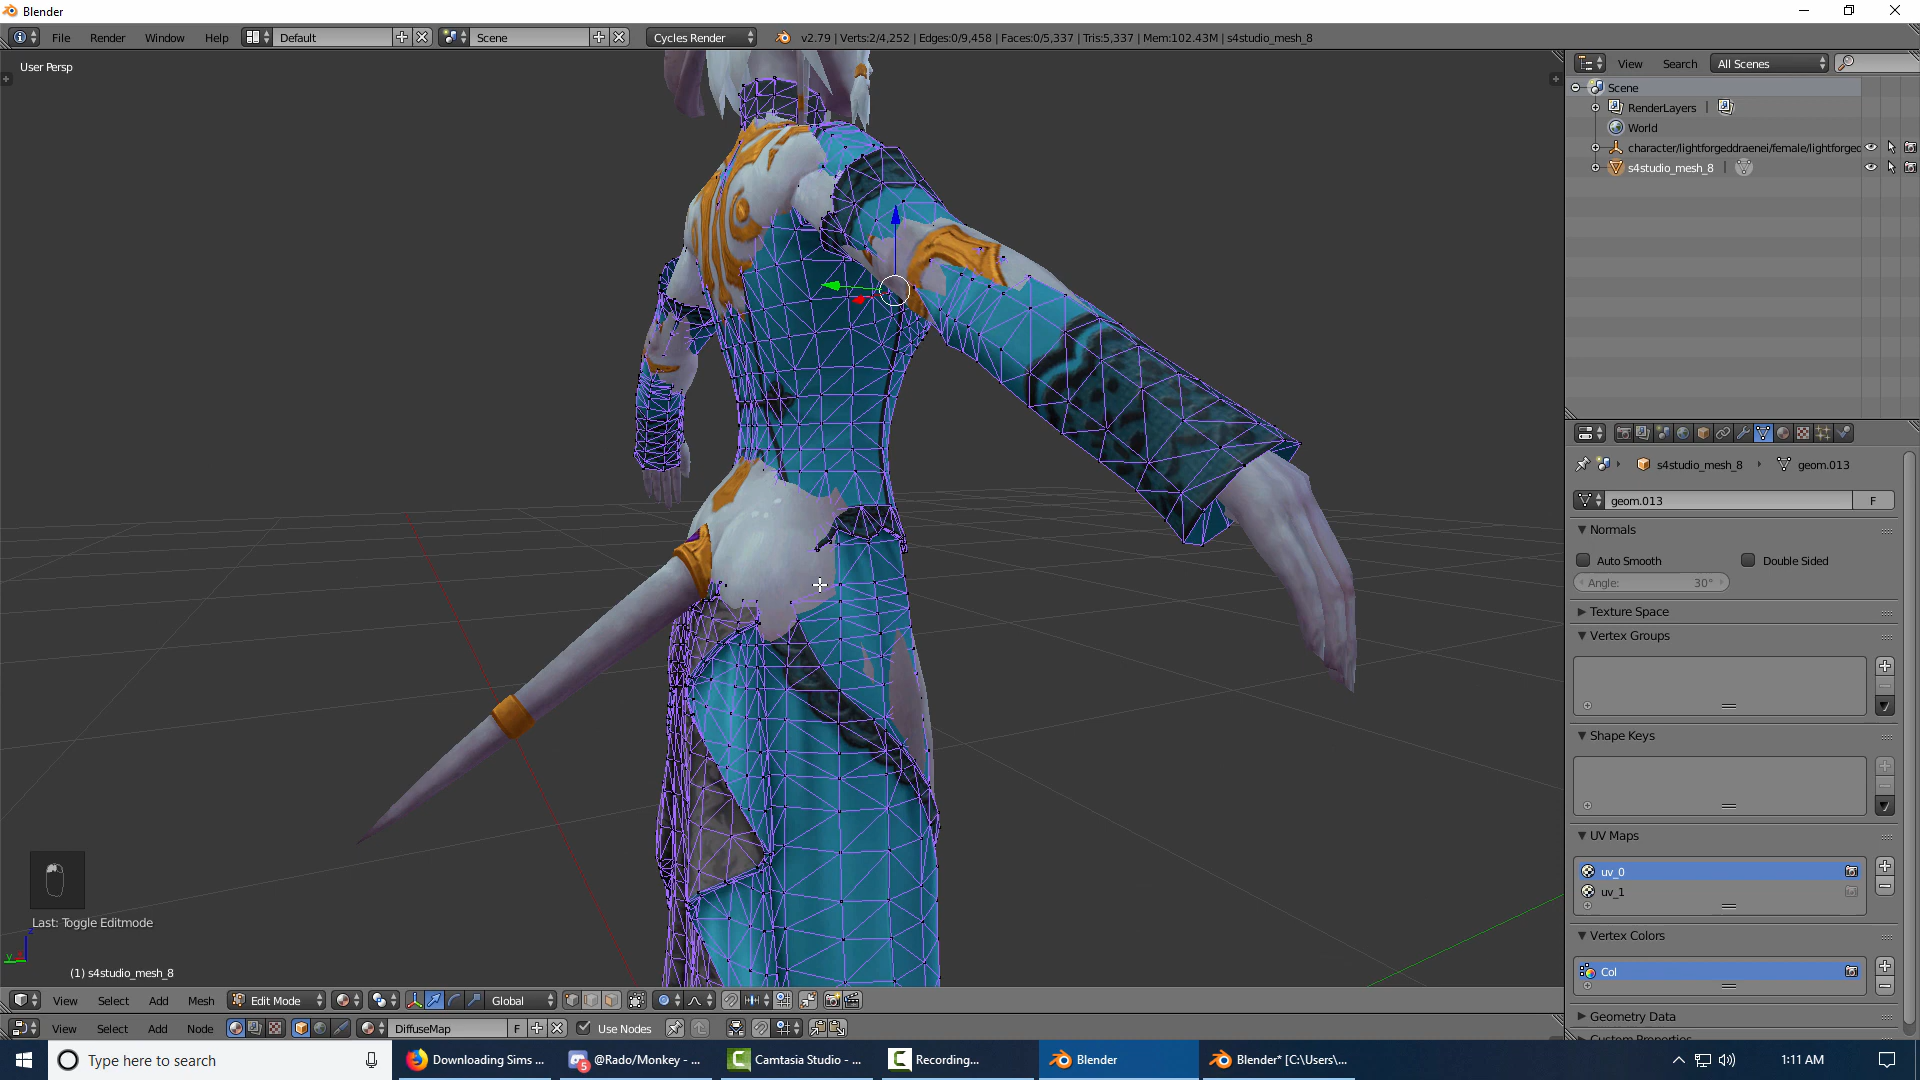 Blender
File Render Window Help Default Scene Cycles Render v2.79 | Verts:2/4,252 | Edges:0/9,458 | Faces:0/5,337 | Tris:5,337 | Mem:102.43M | s4studio_mesh_8
User Persp
View Search All Scenes
Scene
RenderLayers |
World
character/lightforgeddraenei/female/lightforged
s4studio_mesh_8 |
s4studio_mesh_8 geom.013
geom.013 F
Normals
Auto Smooth Double Sided
Angle: 30°
Texture Space
Vertex Groups
Shape Keys
UV Maps
uv_0
uv_1
Vertex Colors
Col
Geometry Data
Custom Properties
Last: Toggle Editmode
z
y
(1) s4studio_mesh_8
View Select Add Mesh Edit Mode Global
View Select Add Node DiffuseMap F Use Nodes
Type here to search Downloading Sims ... 5 @Rado/Monkey - ... Camtasia Studio - ... Recording... Blender Blender* [C:\Users\... 1:11 AM